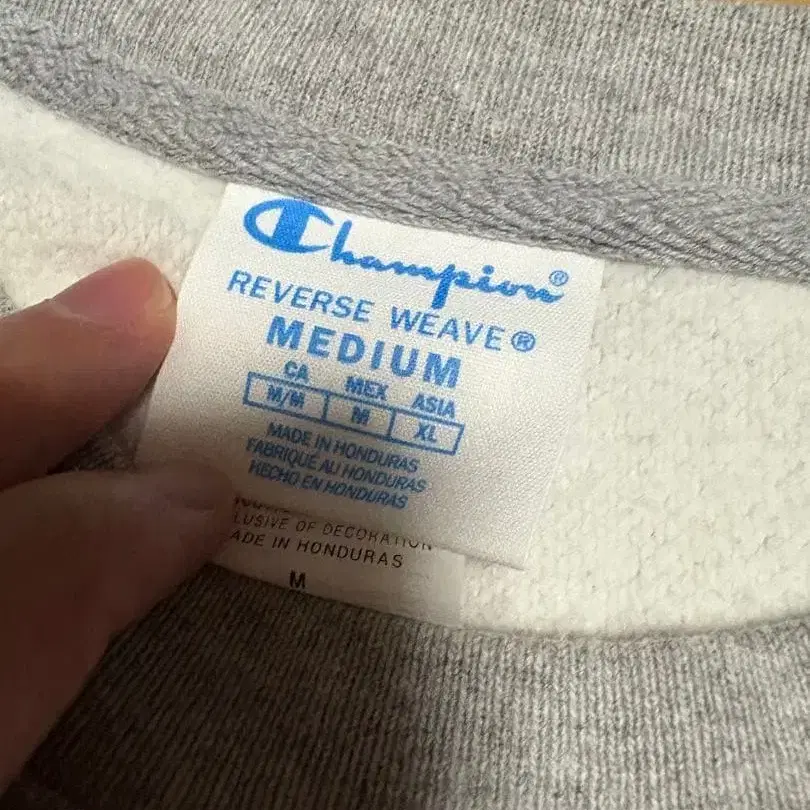 Champion®
REVERSE WEAVE®
MEDIUM
CA MEX ASIA
M/M M XL
MADE IN HONDURAS
FABRIQUÉ AU HONDURAS
HECHO EN HONDURAS
LUSIVE OF DECORATION
ADE IN HONDURAS
M